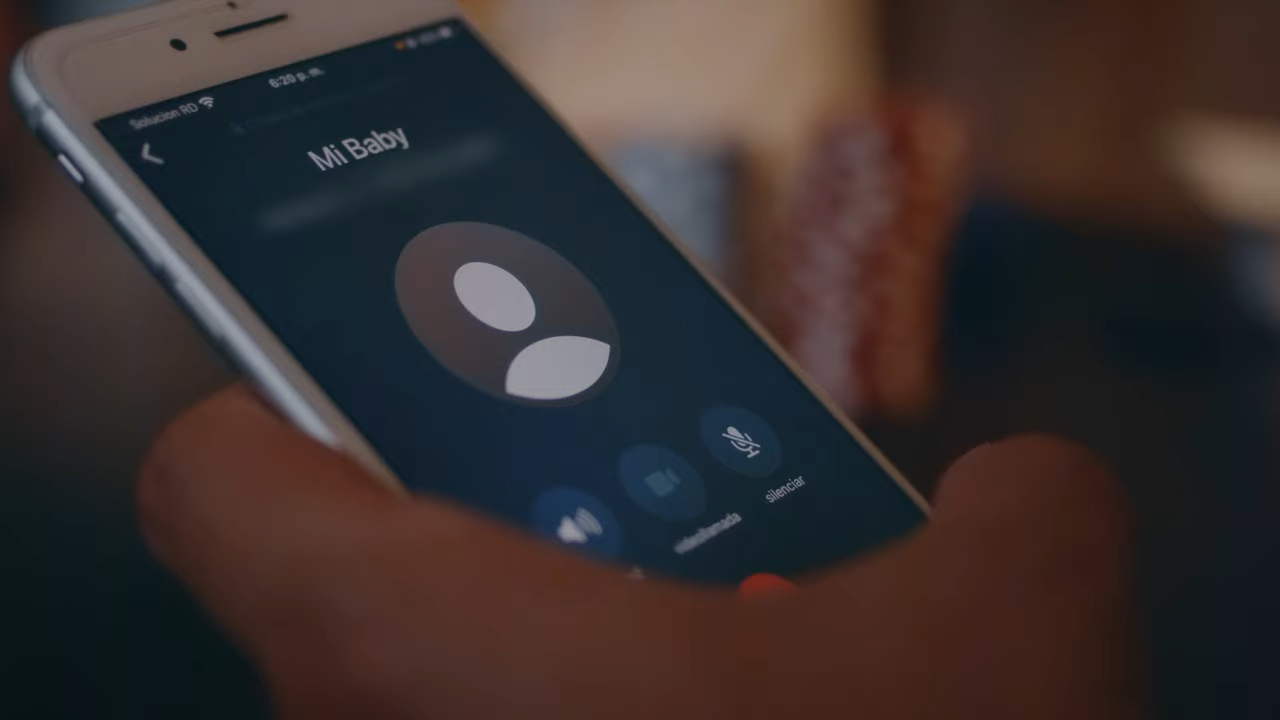 Solucion RD
6:20 p. m.
Mi Baby
silenciar
videollamada